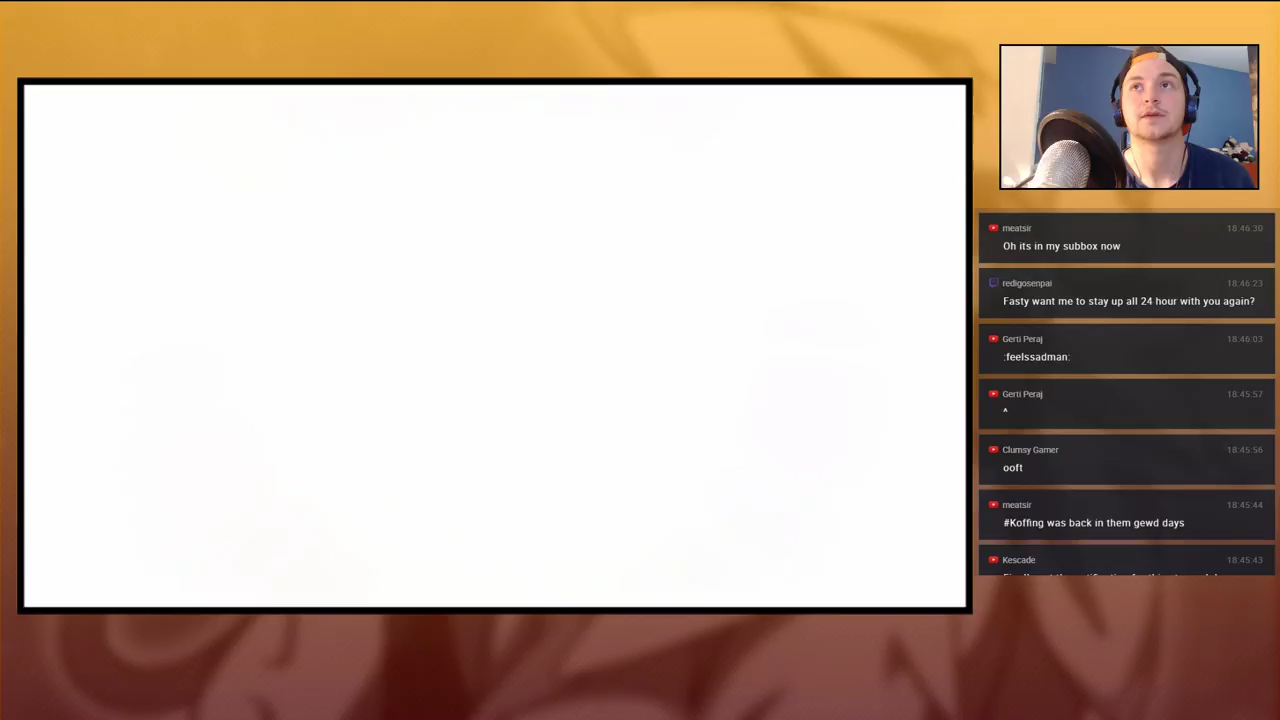 meatsir 18:46:30
Oh its in my subbox now
redigosenpai 18:46:23
Fasty want me to stay up all 24 hour with you again?
Gerti Peraj 18:46:03
:feelssadman:
Gerti Peraj 18:45:57
^
Clumsy Gamer 18:45:56
ooft
meatsir 18:45:44
#Koffing was back in them gewd days
Kescade 18:45:43